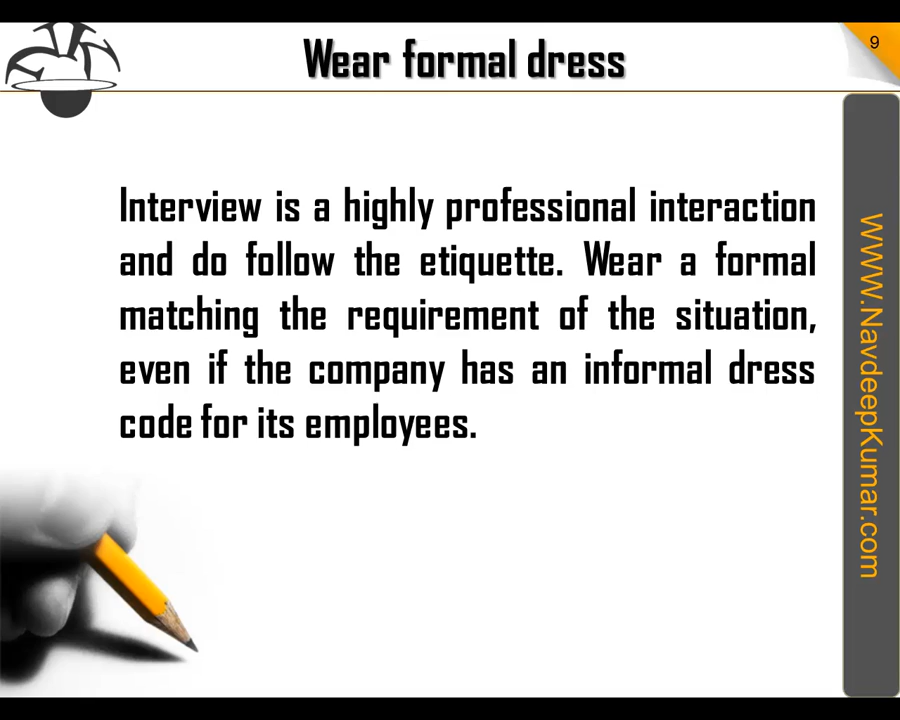 Wear formal dress
9
Interview is a highly professional interaction
and do follow the etiquette. Wear a formal
matching the requirement of the situation,
even if the company has an informal dress
code for its employees.
WWW.NavdeepKumar.com